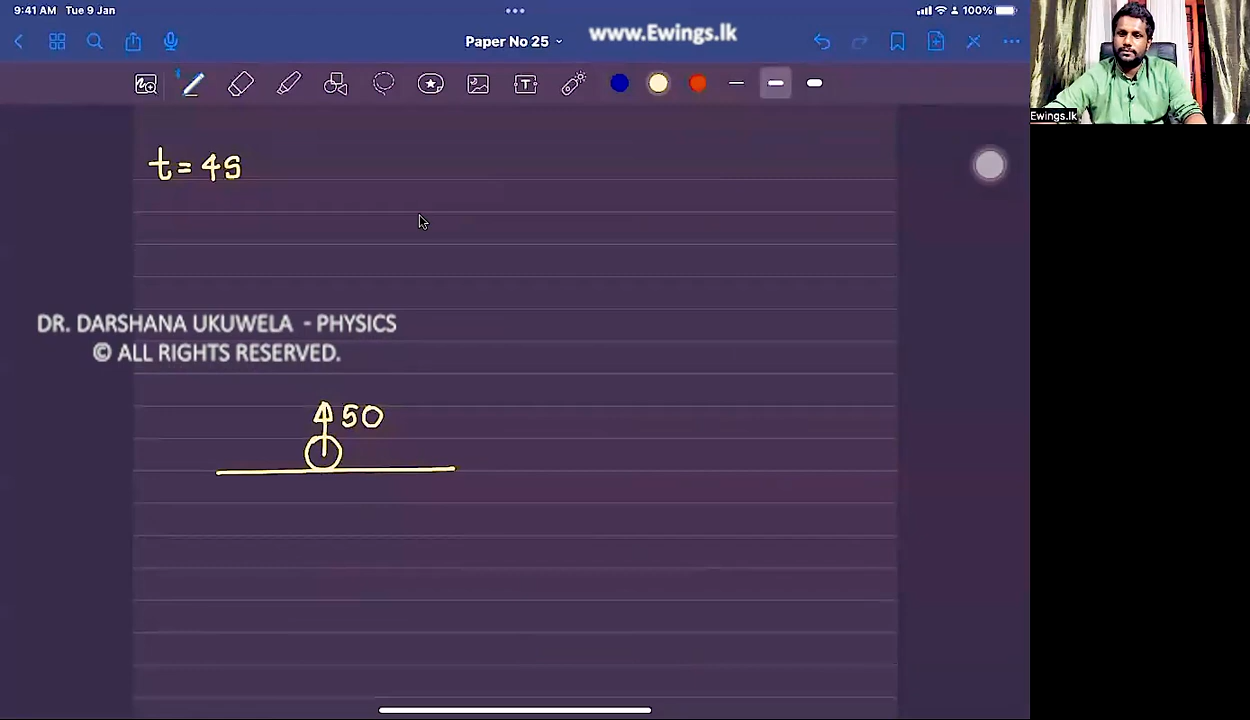 9:41 AM Tue 9 Jan
100%
Paper No 25
www.Ewings.lk
T
Ewings.lk
t = 4s
DR. DARSHANA UKUWELA - PHYSICS
© ALL RIGHTS RESERVED.
50